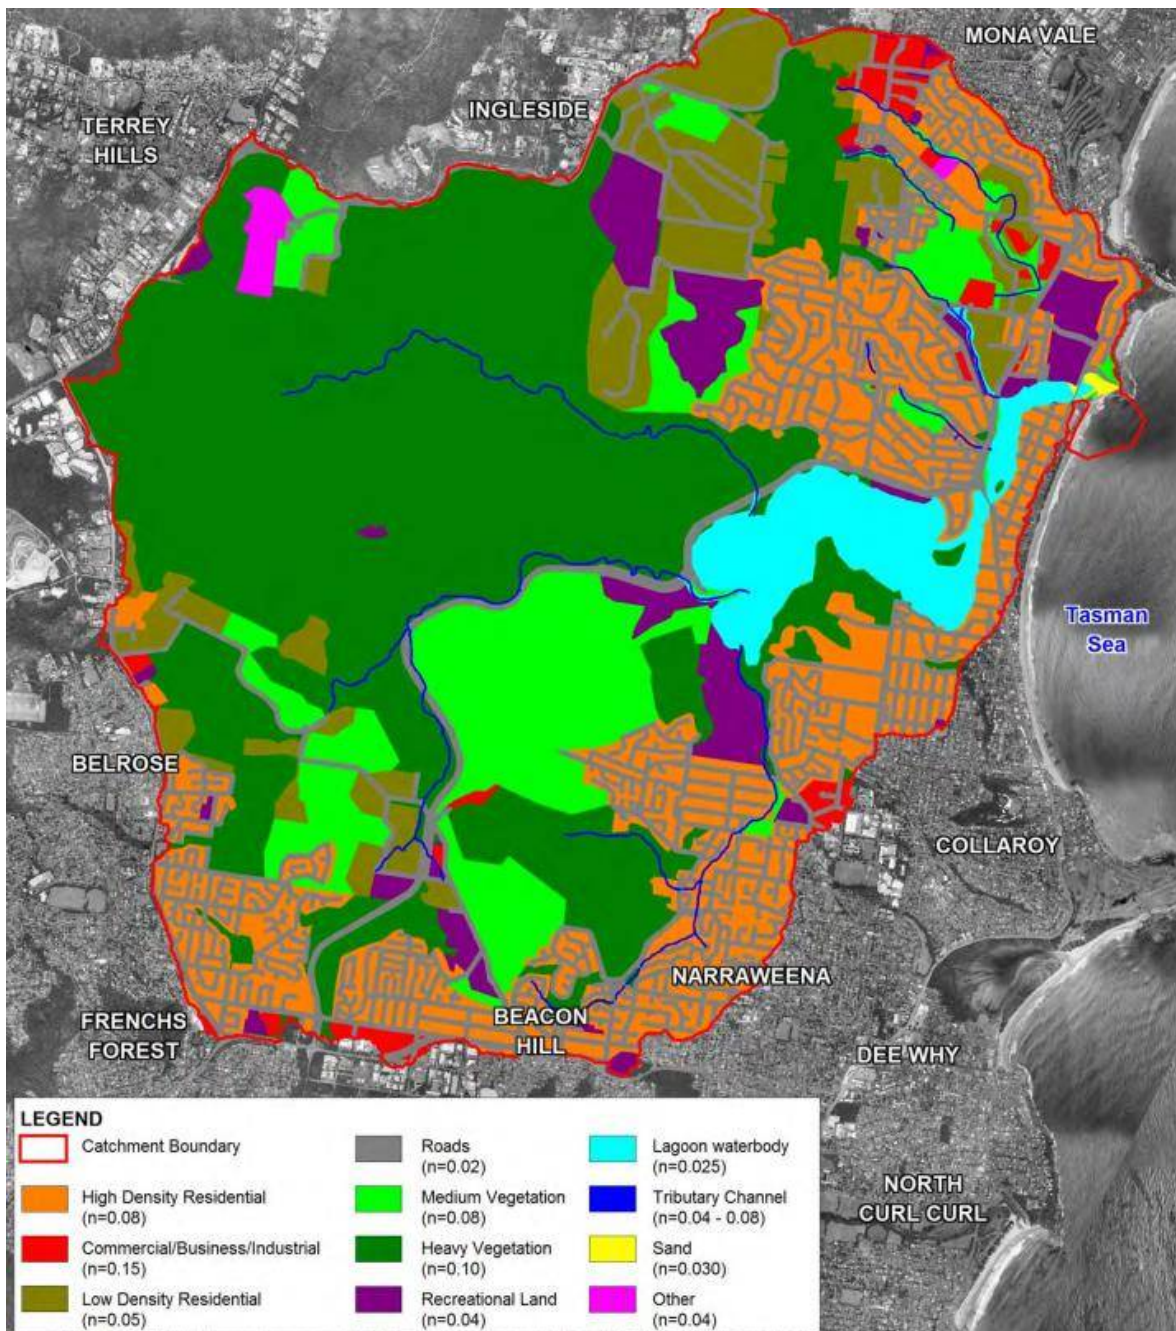 MONA VALE
INGLESIDE
TERREY
HILLS
Tasman
Sea
BELROSE
COLLAROY
NARRAWEENA
BEACON
HILL
FRENCHS
FOREST
DEE WHY
NORTH
CURL CURL
LEGEND
Catchment Boundary
High Density Residential
(n=0.08)
Commercial/Business/Industrial
(n=0.15)
Low Density Residential
(n=0.05)
Roads
(n=0.02)
Medium Vegetation
(n=0.08)
Heavy Vegetation
(n=0.10)
Recreational Land
(n=0.04)
Lagoon waterbody
(n=0.025)
Tributary Channel
(n=0.04 - 0.08)
Sand
(n=0.030)
Other
(n=0.04)